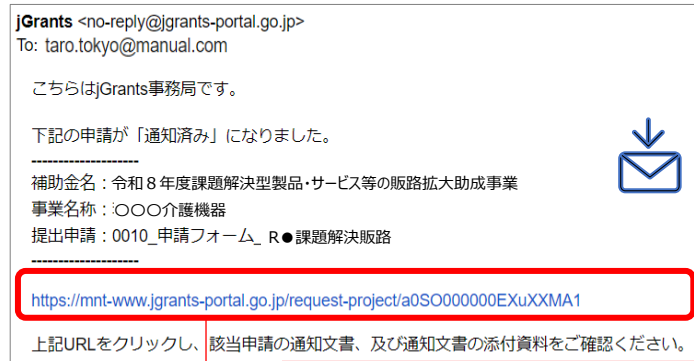 jGrants <no-reply@jgrants-portal.go.jp>
To: taro.tokyo@manual.com
こちらはjGrants事務局です。
下記の申請が「通知済み」になりました。
--------------------
補助金名：令和８年度課題解決型製品・サービス等の販路拡大助成事業
事業名称：○○○介護機器
提出申請：0010_申請フォーム_ R●課題解決販路
--------------------
https://mnt-www.jgrants-portal.go.jp/request-project/a0SO000000EXuXXMA1
上記URLをクリックし、該当申請の通知文書、及び通知文書の添付資料をご確認ください。